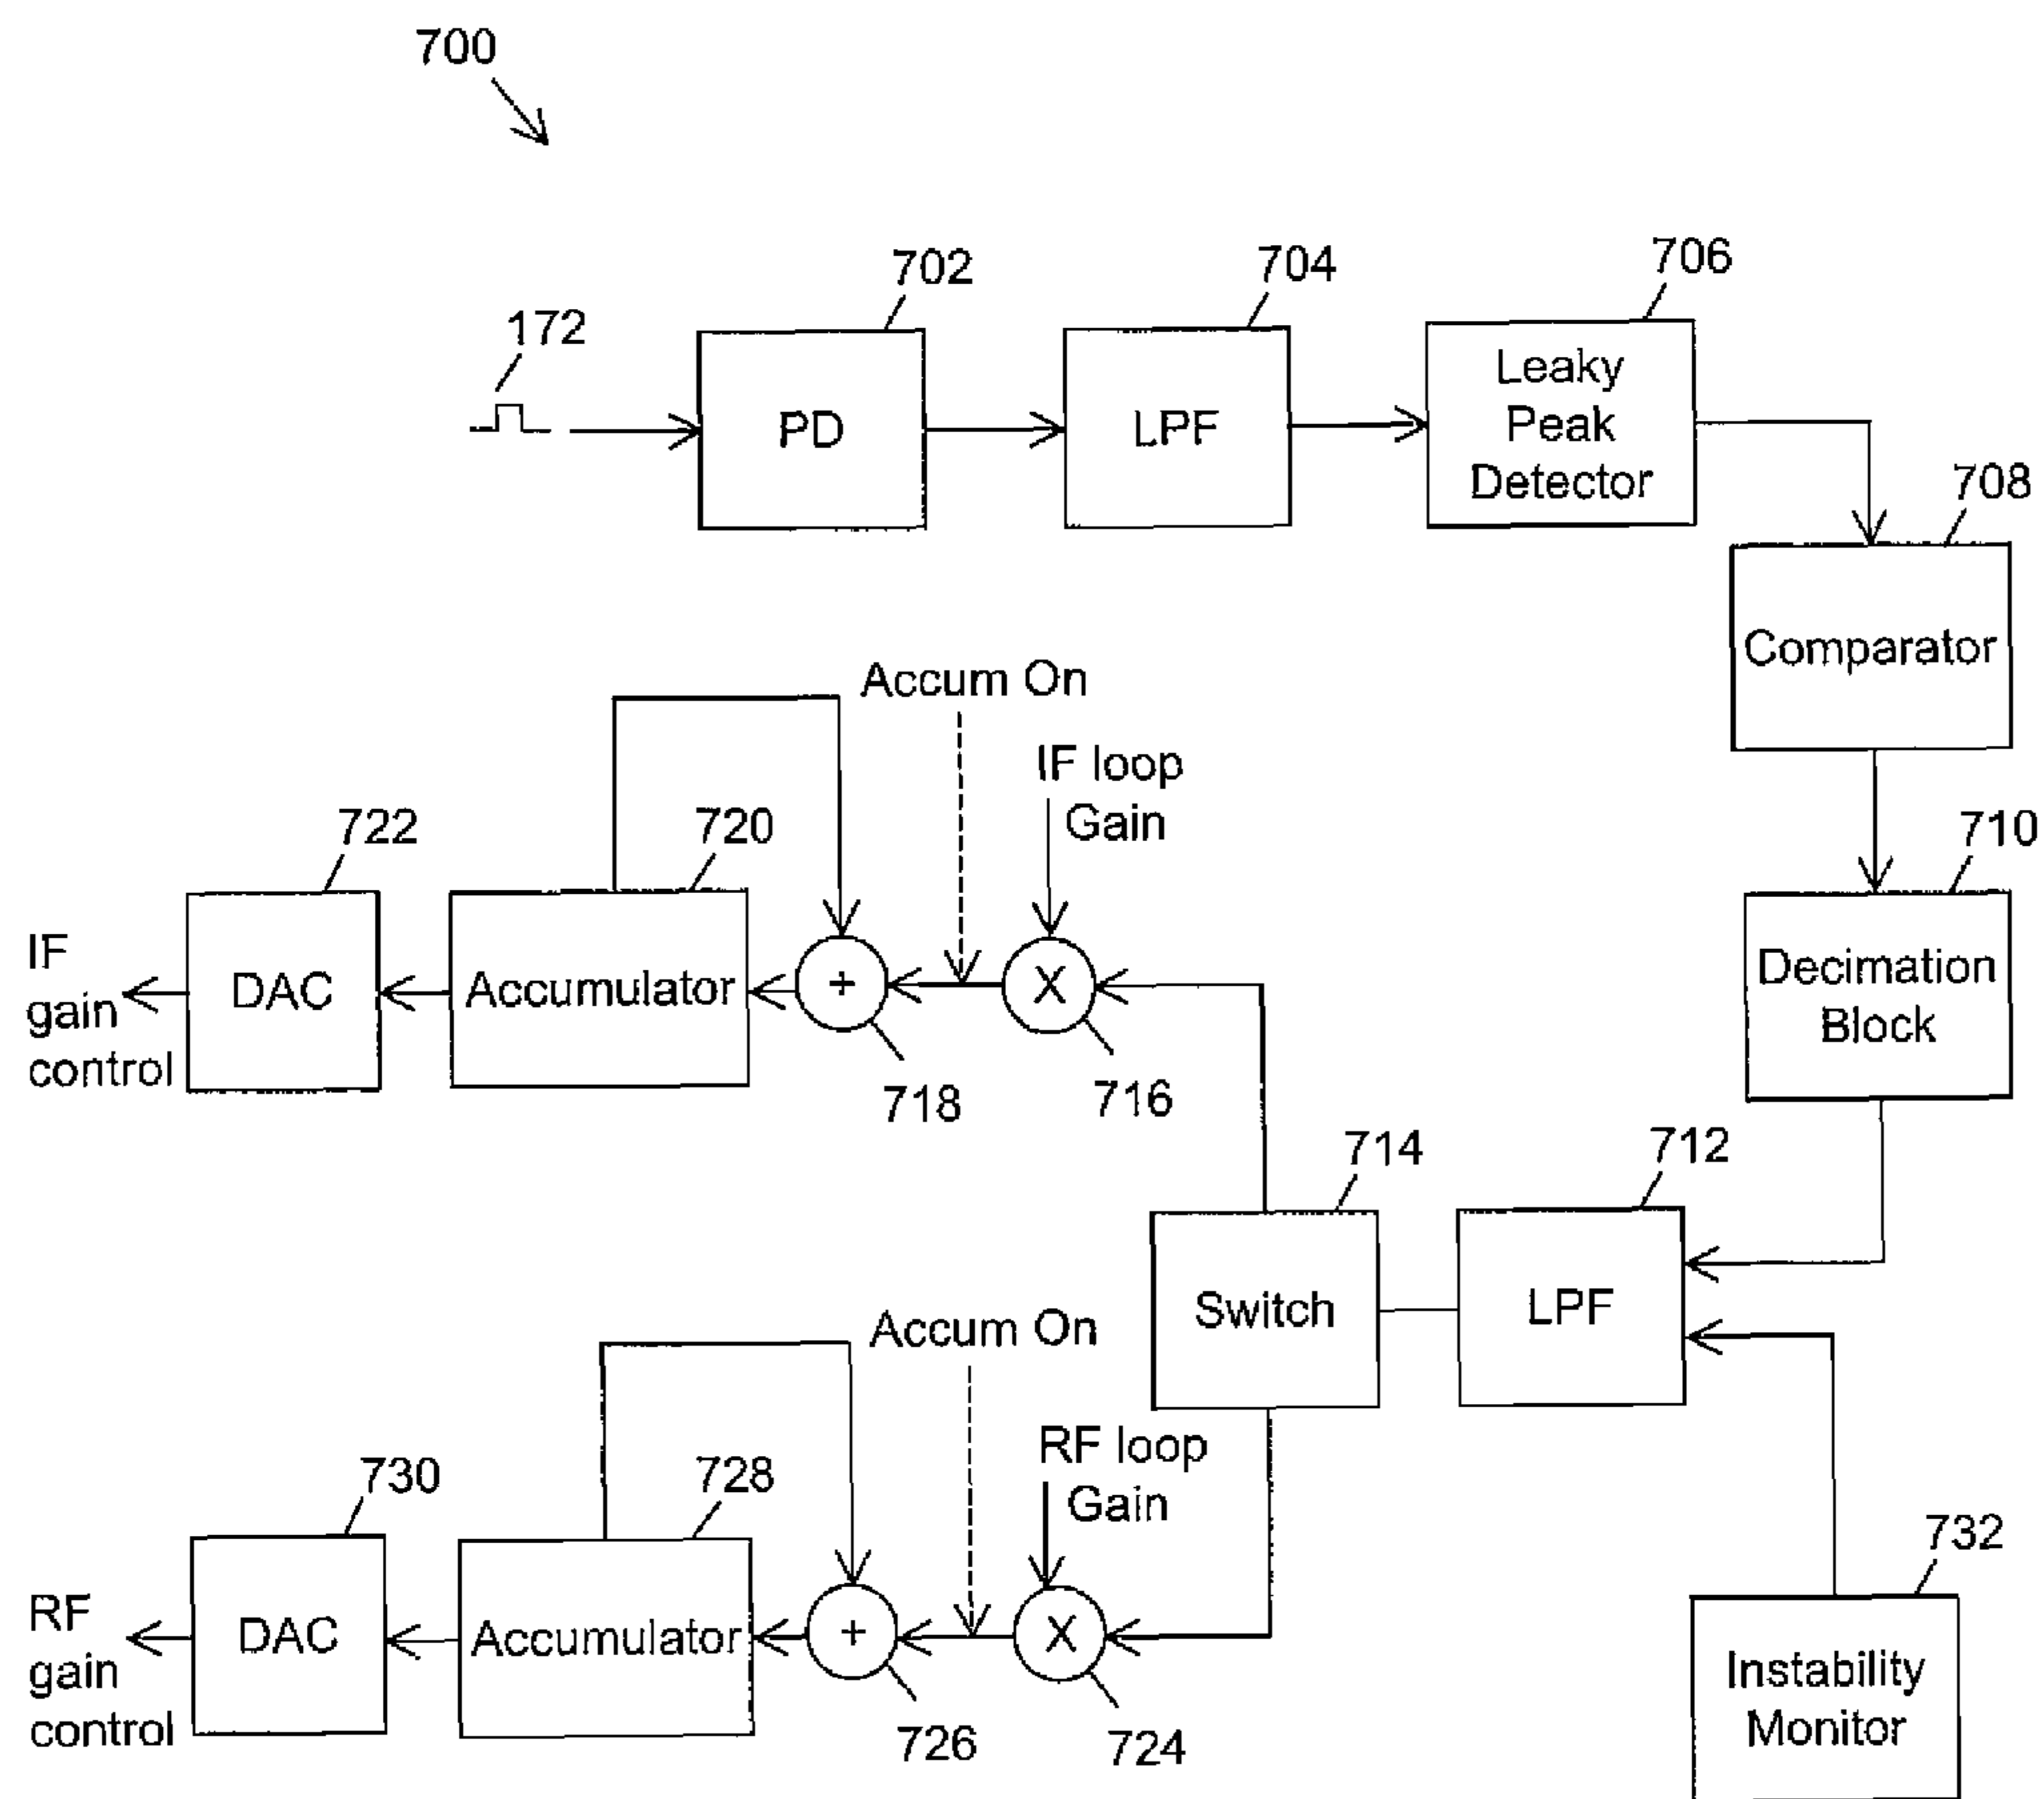 700
702
704
706
172
PD
LPF
Leaky
Peak
Detector
708
Comparator
Accum On
IF loop
Gain
722
720
710
IF
gain
control
DAC
Accumulator
+
X
Decimation
Block
718
716
714
712
Switch
LPF
Accum On
RF loop
Gain
730
728
732
RF
gain
control
DAC
Accumulator
+
X
Instability
Monitor
726
724